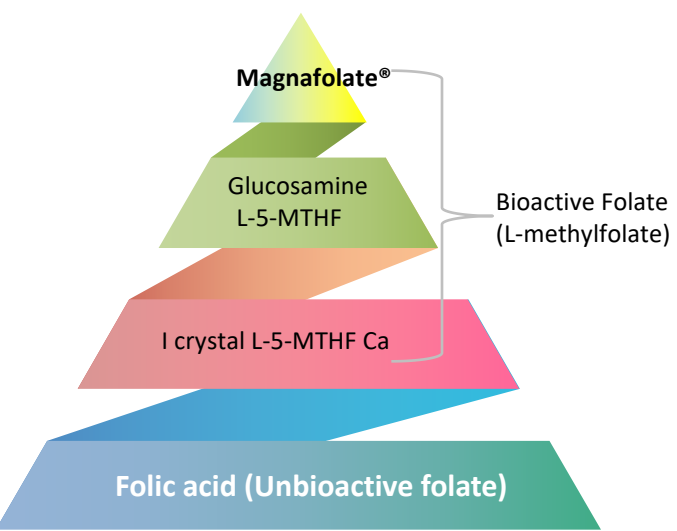 Magnafolate®
Glucosamine
L-5-MTHF
Bioactive Folate
(L-methylfolate)
I crystal L-5-MTHF Ca
Folic acid (Unbioactive folate)